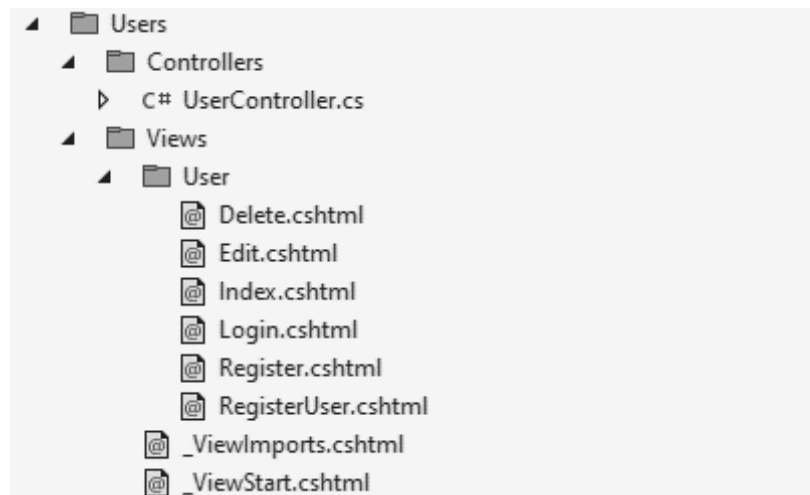 Users
Controllers
C# UserController.cs
Views
User
@ Delete.cshtml
@ Edit.cshtml
@ Index.cshtml
@ Login.cshtml
@ Register.cshtml
@ RegisterUser.cshtml
@ _ViewImports.cshtml
@ _ViewStart.cshtml